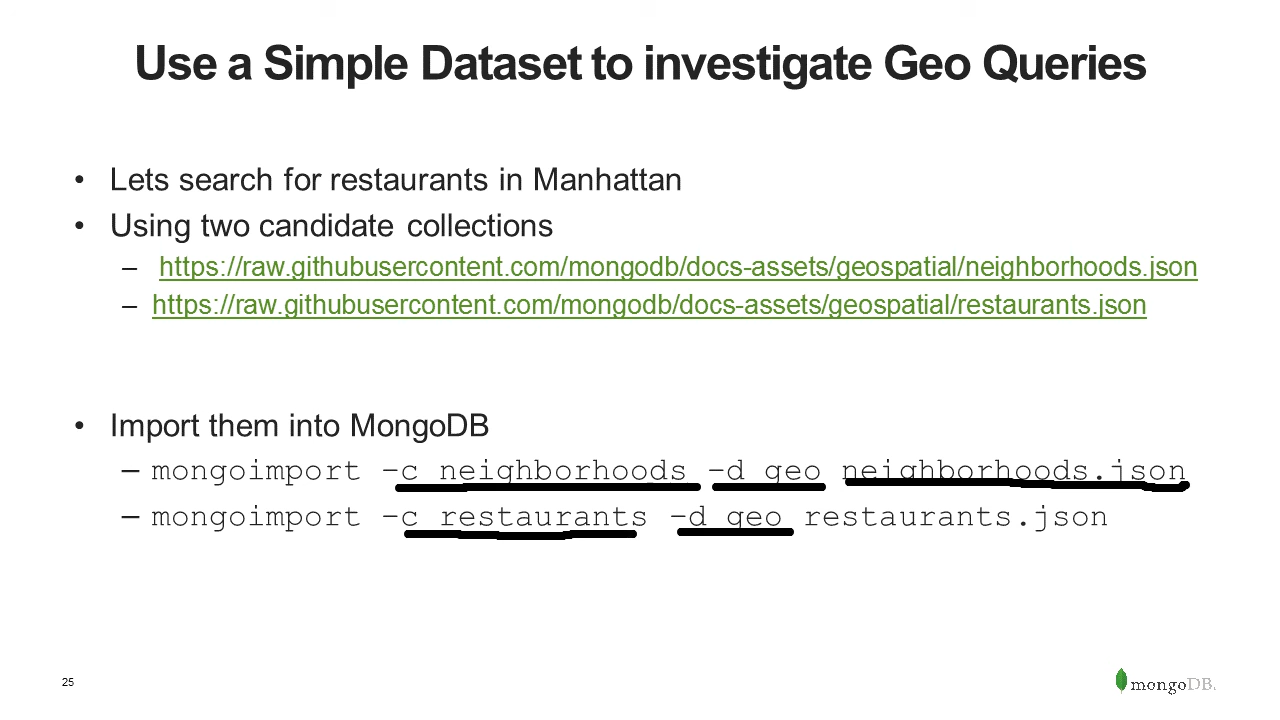 Use a Simple Dataset to investigate Geo Queries
• Lets search for restaurants in Manhattan
• Using two candidate collections
– https://raw.githubusercontent.com/mongodb/docs-assets/geospatial/neighborhoods.json
– https://raw.githubusercontent.com/mongodb/docs-assets/geospatial/restaurants.json
• Import them into MongoDB
– mongoimport –c neighborhoods –d geo neighborhoods.json
– mongoimport –c restaurants –d geo restaurants.json
25
mongoDB.